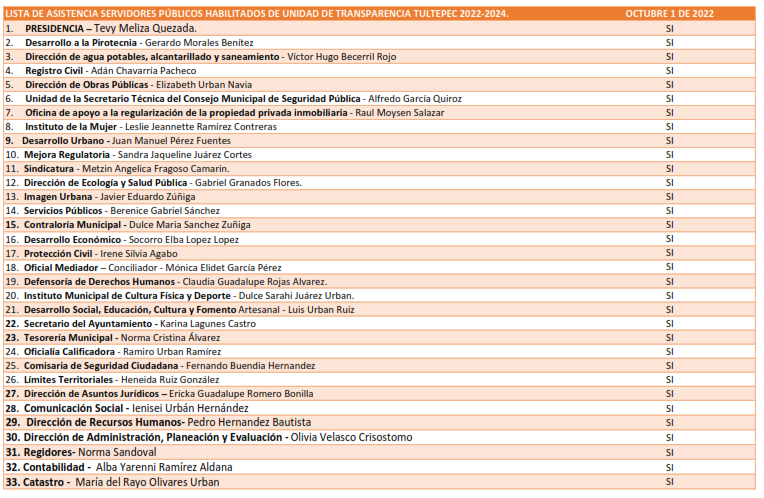 LISTA DE ASISTENCIA SERVIDORES PÚBLICOS HABILITADOS DE UNIDAD DE TRANSPARENCIA TULTEPEC 2022-2024. OCTUBRE 1 DE 2022
1. PRESIDENCIA – Tevy Meliza Quezada. SI
2. Desarrollo a la Pirotecnia - Gerardo Morales Benítez SI
3. Dirección de agua potables, alcantarillado y saneamiento - Víctor Hugo Becerril Rojo SI
4. Registro Civil - Adán Chavarría Pacheco SI
5. Dirección de Obras Públicas - Elizabeth Urban Navia SI
6. Unidad de la Secretario Técnica del Consejo Municipal de Seguridad Pública - Alfredo García Quiroz SI
7. Oficina de apoyo a la regularización de la propiedad privada inmobiliaria - Raul Moysen Salazar SI
8. Instituto de la Mujer - Leslie Jeannette Ramírez Contreras SI
9. Desarrollo Urbano - Juan Manuel Pérez Fuentes SI
10. Mejora Regulatoria - Sandra Jaqueline Juárez Cortes SI
11. Sindicatura - Metzin Angelica Fragoso Camarin. SI
12. Dirección de Ecología y Salud Pública - Gabriel Granados Flores. SI
13. Imagen Urbana - Javier Eduardo Zúñiga SI
14. Servicios Públicos - Berenice Gabriel Sánchez SI
15. Contraloría Municipal - Dulce Maria Sanchez Zuñiga SI
16. Desarrollo Económico - Socorro Elba Lopez Lopez SI
17. Protección Civil - Irene Silvia Agabo SI
18. Oficial Mediador – Conciliador - Mónica Elidet García Pérez SI
19. Defensoría de Derechos Humanos - Claudia Guadalupe Rojas Alvarez. SI
20. Instituto Municipal de Cultura Física y Deporte - Dulce Sarahi Juárez Urban. SI
21. Desarrollo Social, Educación, Cultura y Fomento Artesanal - Luis Urban Ruiz SI
22. Secretario del Ayuntamiento - Karina Lagunes Castro SI
23. Tesorería Municipal - Norma Cristina Álvarez SI
24. Oficialía Calificadora - Ramiro Urban Ramírez SI
25. Comisaria de Seguridad Ciudadana - Fernando Buendia Hernandez SI
26. Límites Territoriales - Heneida Ruiz González SI
27. Dirección de Asuntos Jurídicos – Ericka Guadalupe Romero Bonilla SI
28. Comunicación Social - Ienisei Urbán Hernández SI
29. Dirección de Recursos Humanos- Pedro Hernandez Bautista SI
30. Dirección de Administración, Planeación y Evaluación - Olivia Velasco Crisostomo SI
31. Regidores- Norma Sandoval SI
32. Contabilidad - Alba Yarenni Ramírez Aldana SI
33. Catastro - María del Rayo Olivares Urban SI